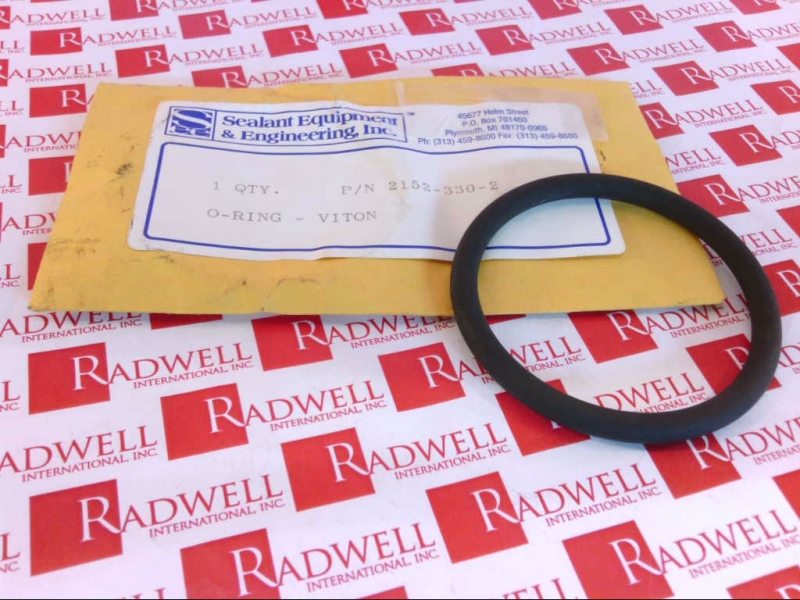 Sealant Equipment
& Engineering, Inc.
45677 Helm Street
P.O. Box 701460
Plymouth, MI 48170-0965
Ph: (313) 459-8600 Fax: (313) 459-8686
1 QTY. P/N 2152-330-2
O-RING - VITON
RADWELL
INTERNATIONAL, INC.